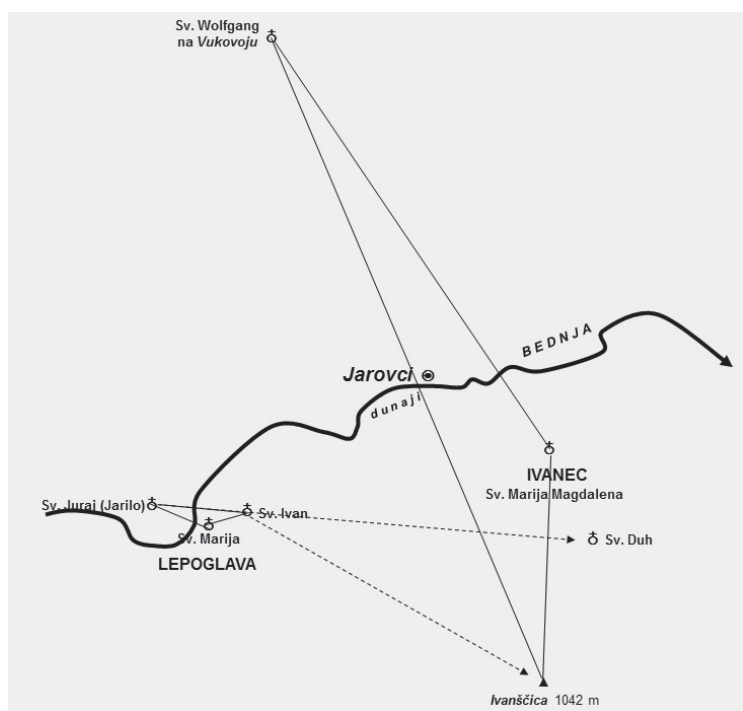 Sv. Wolfgang
na Vukovoju
BEDNJA
Jarovci
dunaji
IVANEC
Sv. Marija Magdalena
Sv. Juraj (Jarilo)
Sv. Ivan
Sv. Marija
LEPOGLAVA
Sv. Duh
Ivanščica 1042 m